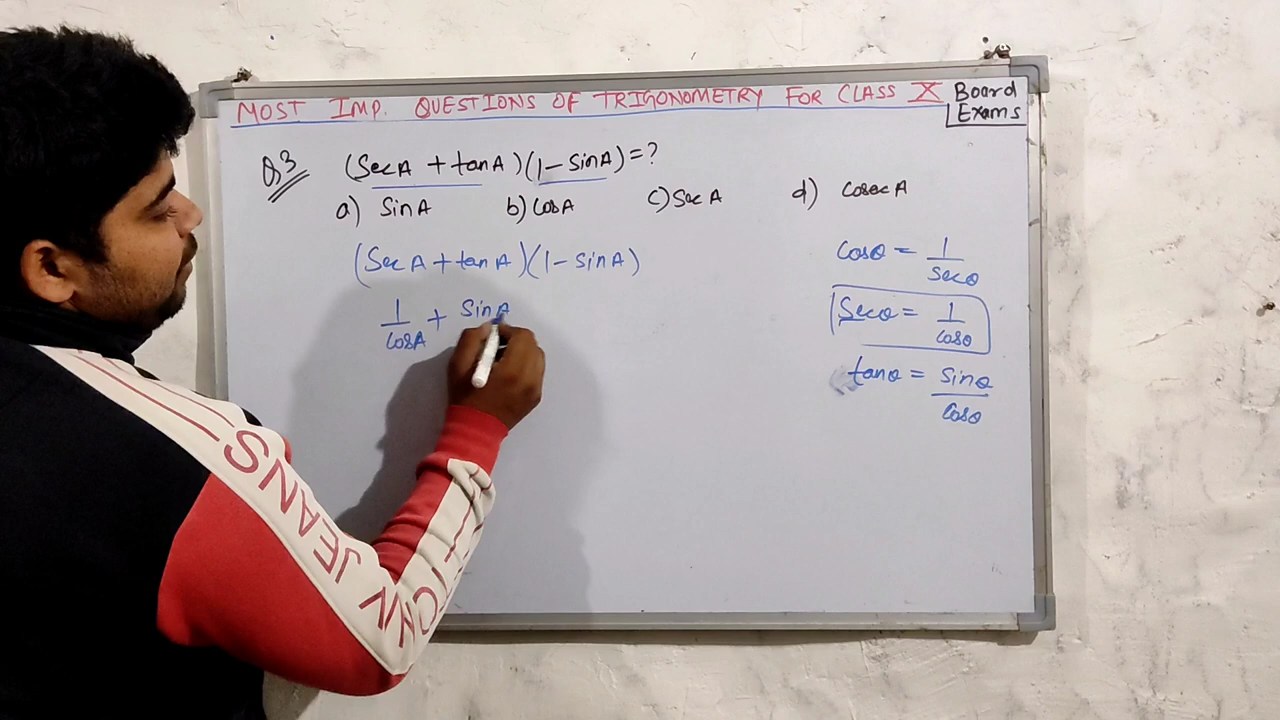 MOST IMP. QUESTIONS OF TRIGONOMETRY FOR CLASS X Board Exams
Q3 (SecA + tanA)(1-SinA)=?
a) SinA b) CosA c) SecA d) CosecA
(SecA + tanA)(1-SinA)
1/CosA + SinA
Cosθ = 1/Secθ
Secθ = 1/Cosθ
tanθ = Sinθ/Cosθ
JEANS